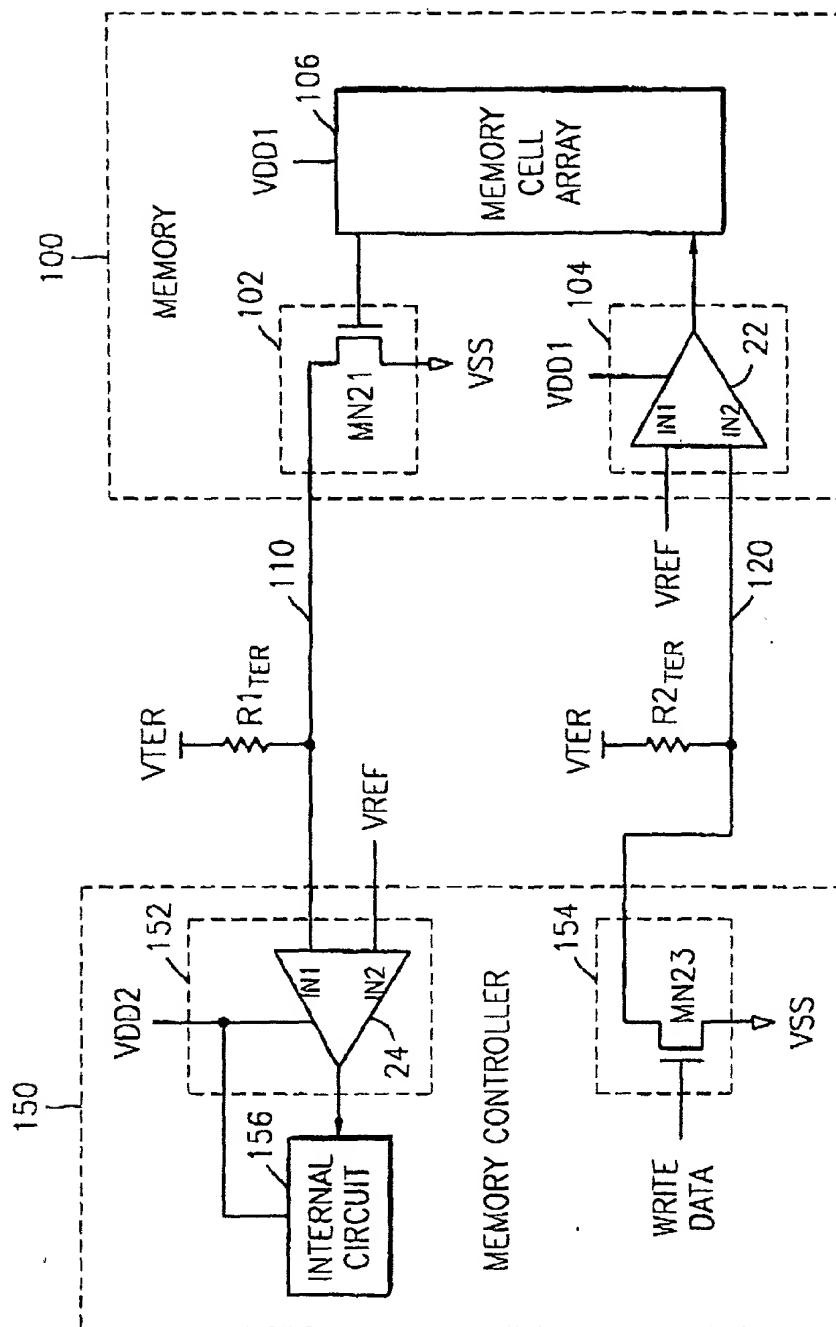 150
VDD2
152
156
INTERNAL
CIRCUIT
IN1
IN2
24
VREF
MEMORY CONTROLLER
154
MN23
VSS
WRITE
DATA
VTER
R1TER
110
VTER
R2TER
120
VREF
100
MEMORY
102
MN21
VSS
VDD1
106
MEMORY
CELL
ARRAY
VDD1
104
IN1
IN2
22